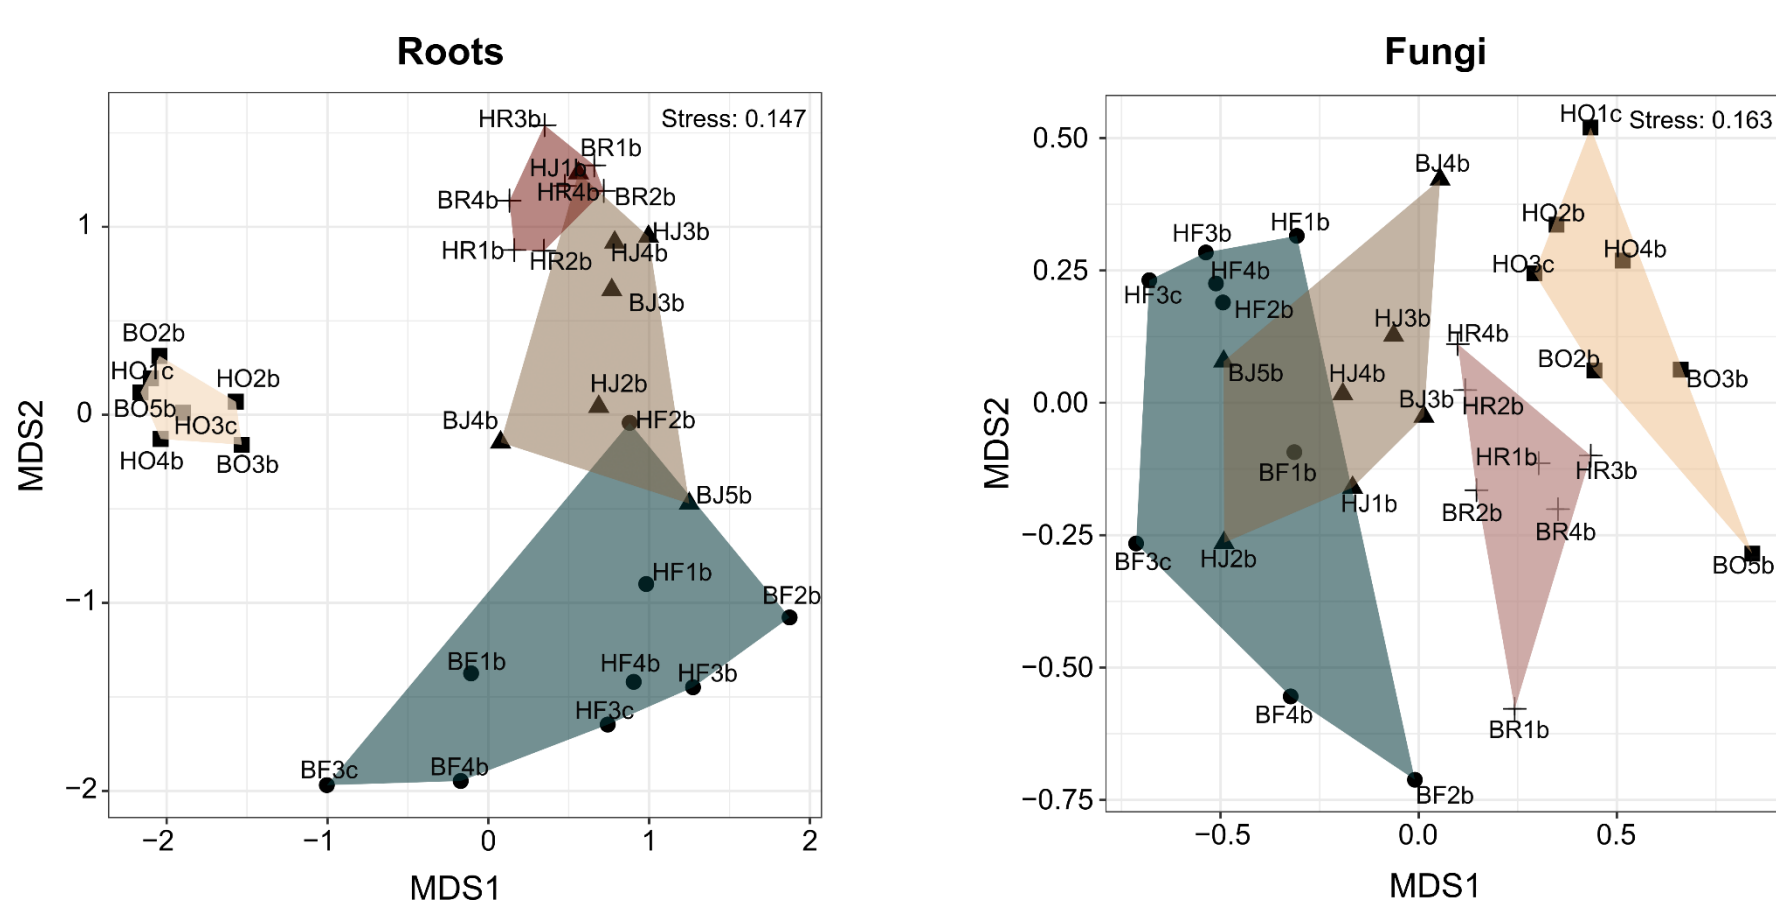 Roots
Stress: 0.147
HR3b
BR1b
HJ1b
HR4b
BR2b
BR4b
HJ3b
HR1b
HR2b
HJ4b
BJ3b
BO2b
HO1c
HO2b
BO5b
HO3c
HO4b
BO3b
HJ2b
BJ4b
HF2b
BJ5b
HF1b
BF2b
BF1b
HF4b
HF3b
HF3c
BF3c
BF4b
1
0
−1
−2
−2
−1
0
1
2
MDS1
MDS2
Fungi
Stress: 0.163
HO1c
BJ4b
HF3b
HF1b
HO2b
HO4b
HF4b
HO3c
HF3c
HF2b
HJ3b
HR4b
BJ5b
HJ4b
BO2b
BO3b
BJ3b
HR2b
BF1b
HR1b
HR3b
HJ1b
BR2b
BR4b
BF3c
HJ2b
BO5b
BF4b
BR1b
BF2b
0.50
0.25
0.00
−0.25
−0.50
−0.75
−0.5
0.0
0.5
MDS1
MDS2